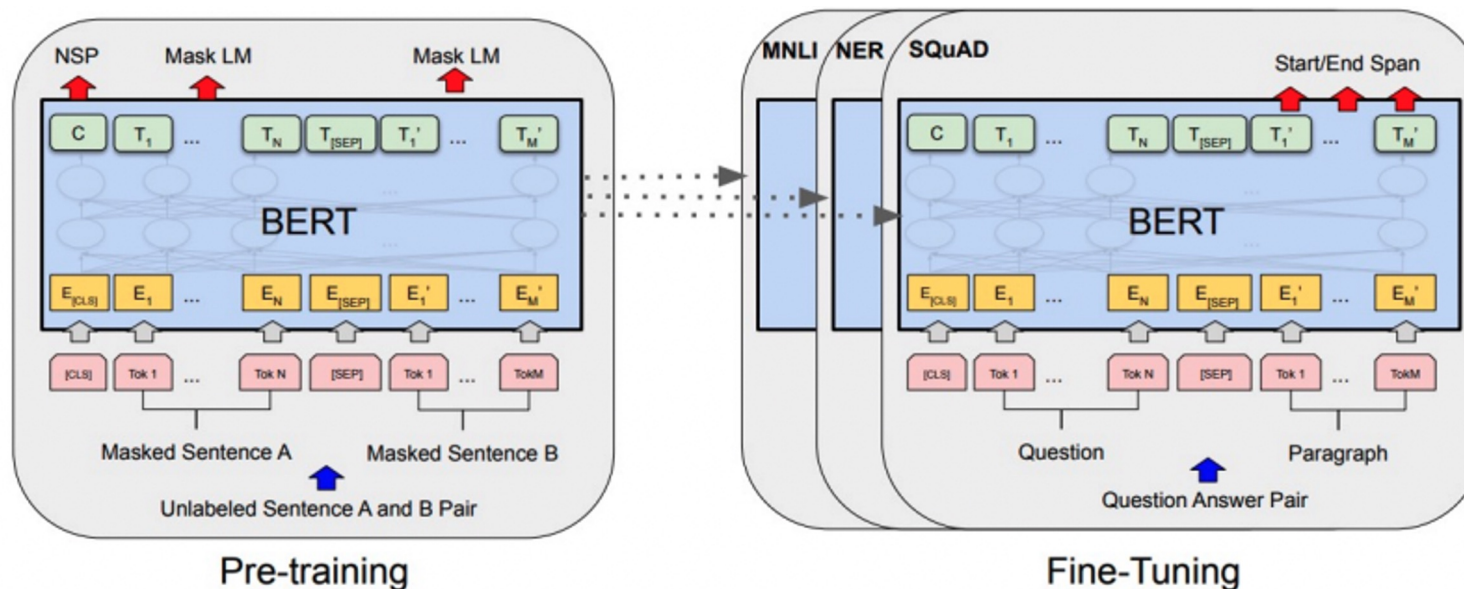 NSP Mask LM Mask LM
C T1 ... TN T[SEP] T1' ... TM'
...
BERT
...
E[CLS] E1 ... EN E[SEP] E1' ... EM'
[CLS] Tok 1 ... Tok N [SEP] Tok 1 ... TokM
Masked Sentence A Masked Sentence B
Unlabeled Sentence A and B Pair
Pre-training
MNLI NER SQuAD
Start/End Span
C T1 ... TN T[SEP] T1' ... TM'
...
BERT
...
E[CLS] E1 ... EN E[SEP] E1' ... EM'
[CLS] Tok 1 ... Tok N [SEP] Tok 1 ... TokM
Question Paragraph
Question Answer Pair
Fine-Tuning